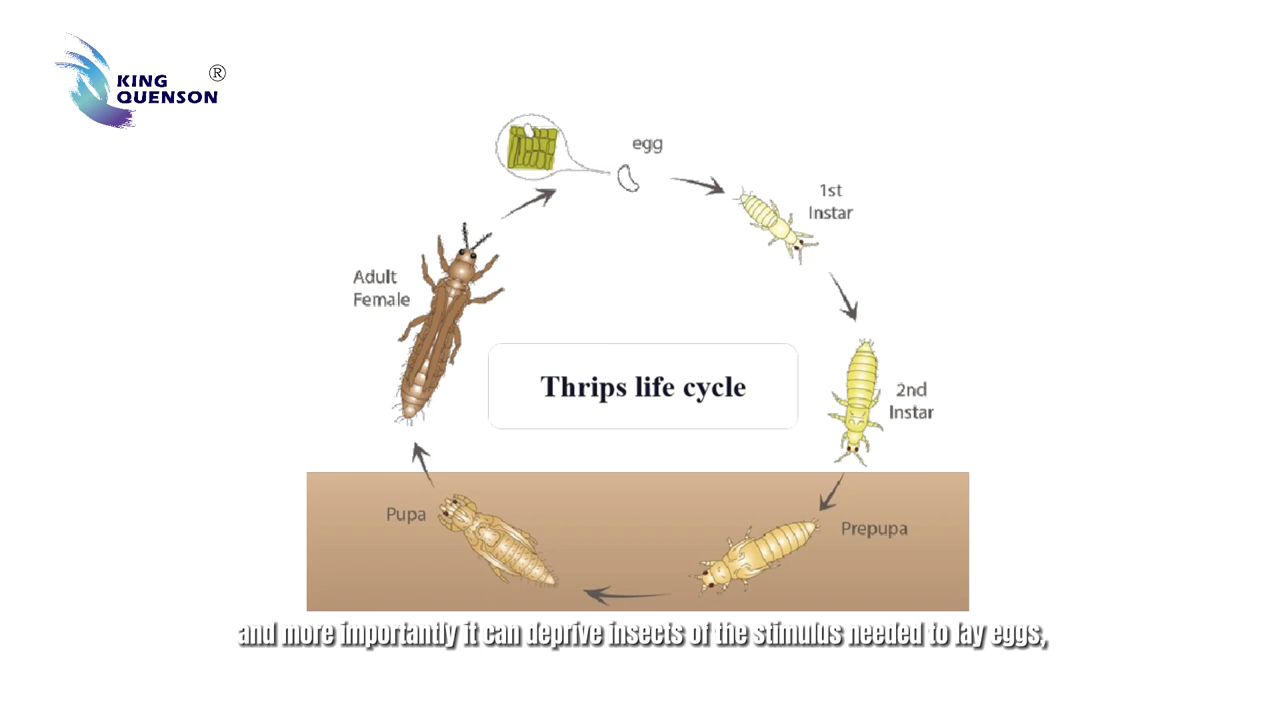 KING
QUENSON
®
egg
1st
Instar
Adult
Female
Thrips life cycle
2nd
Instar
Pupa
Prepupa
and more importantly it can deprive insects of the stimulus needed to lay eggs,